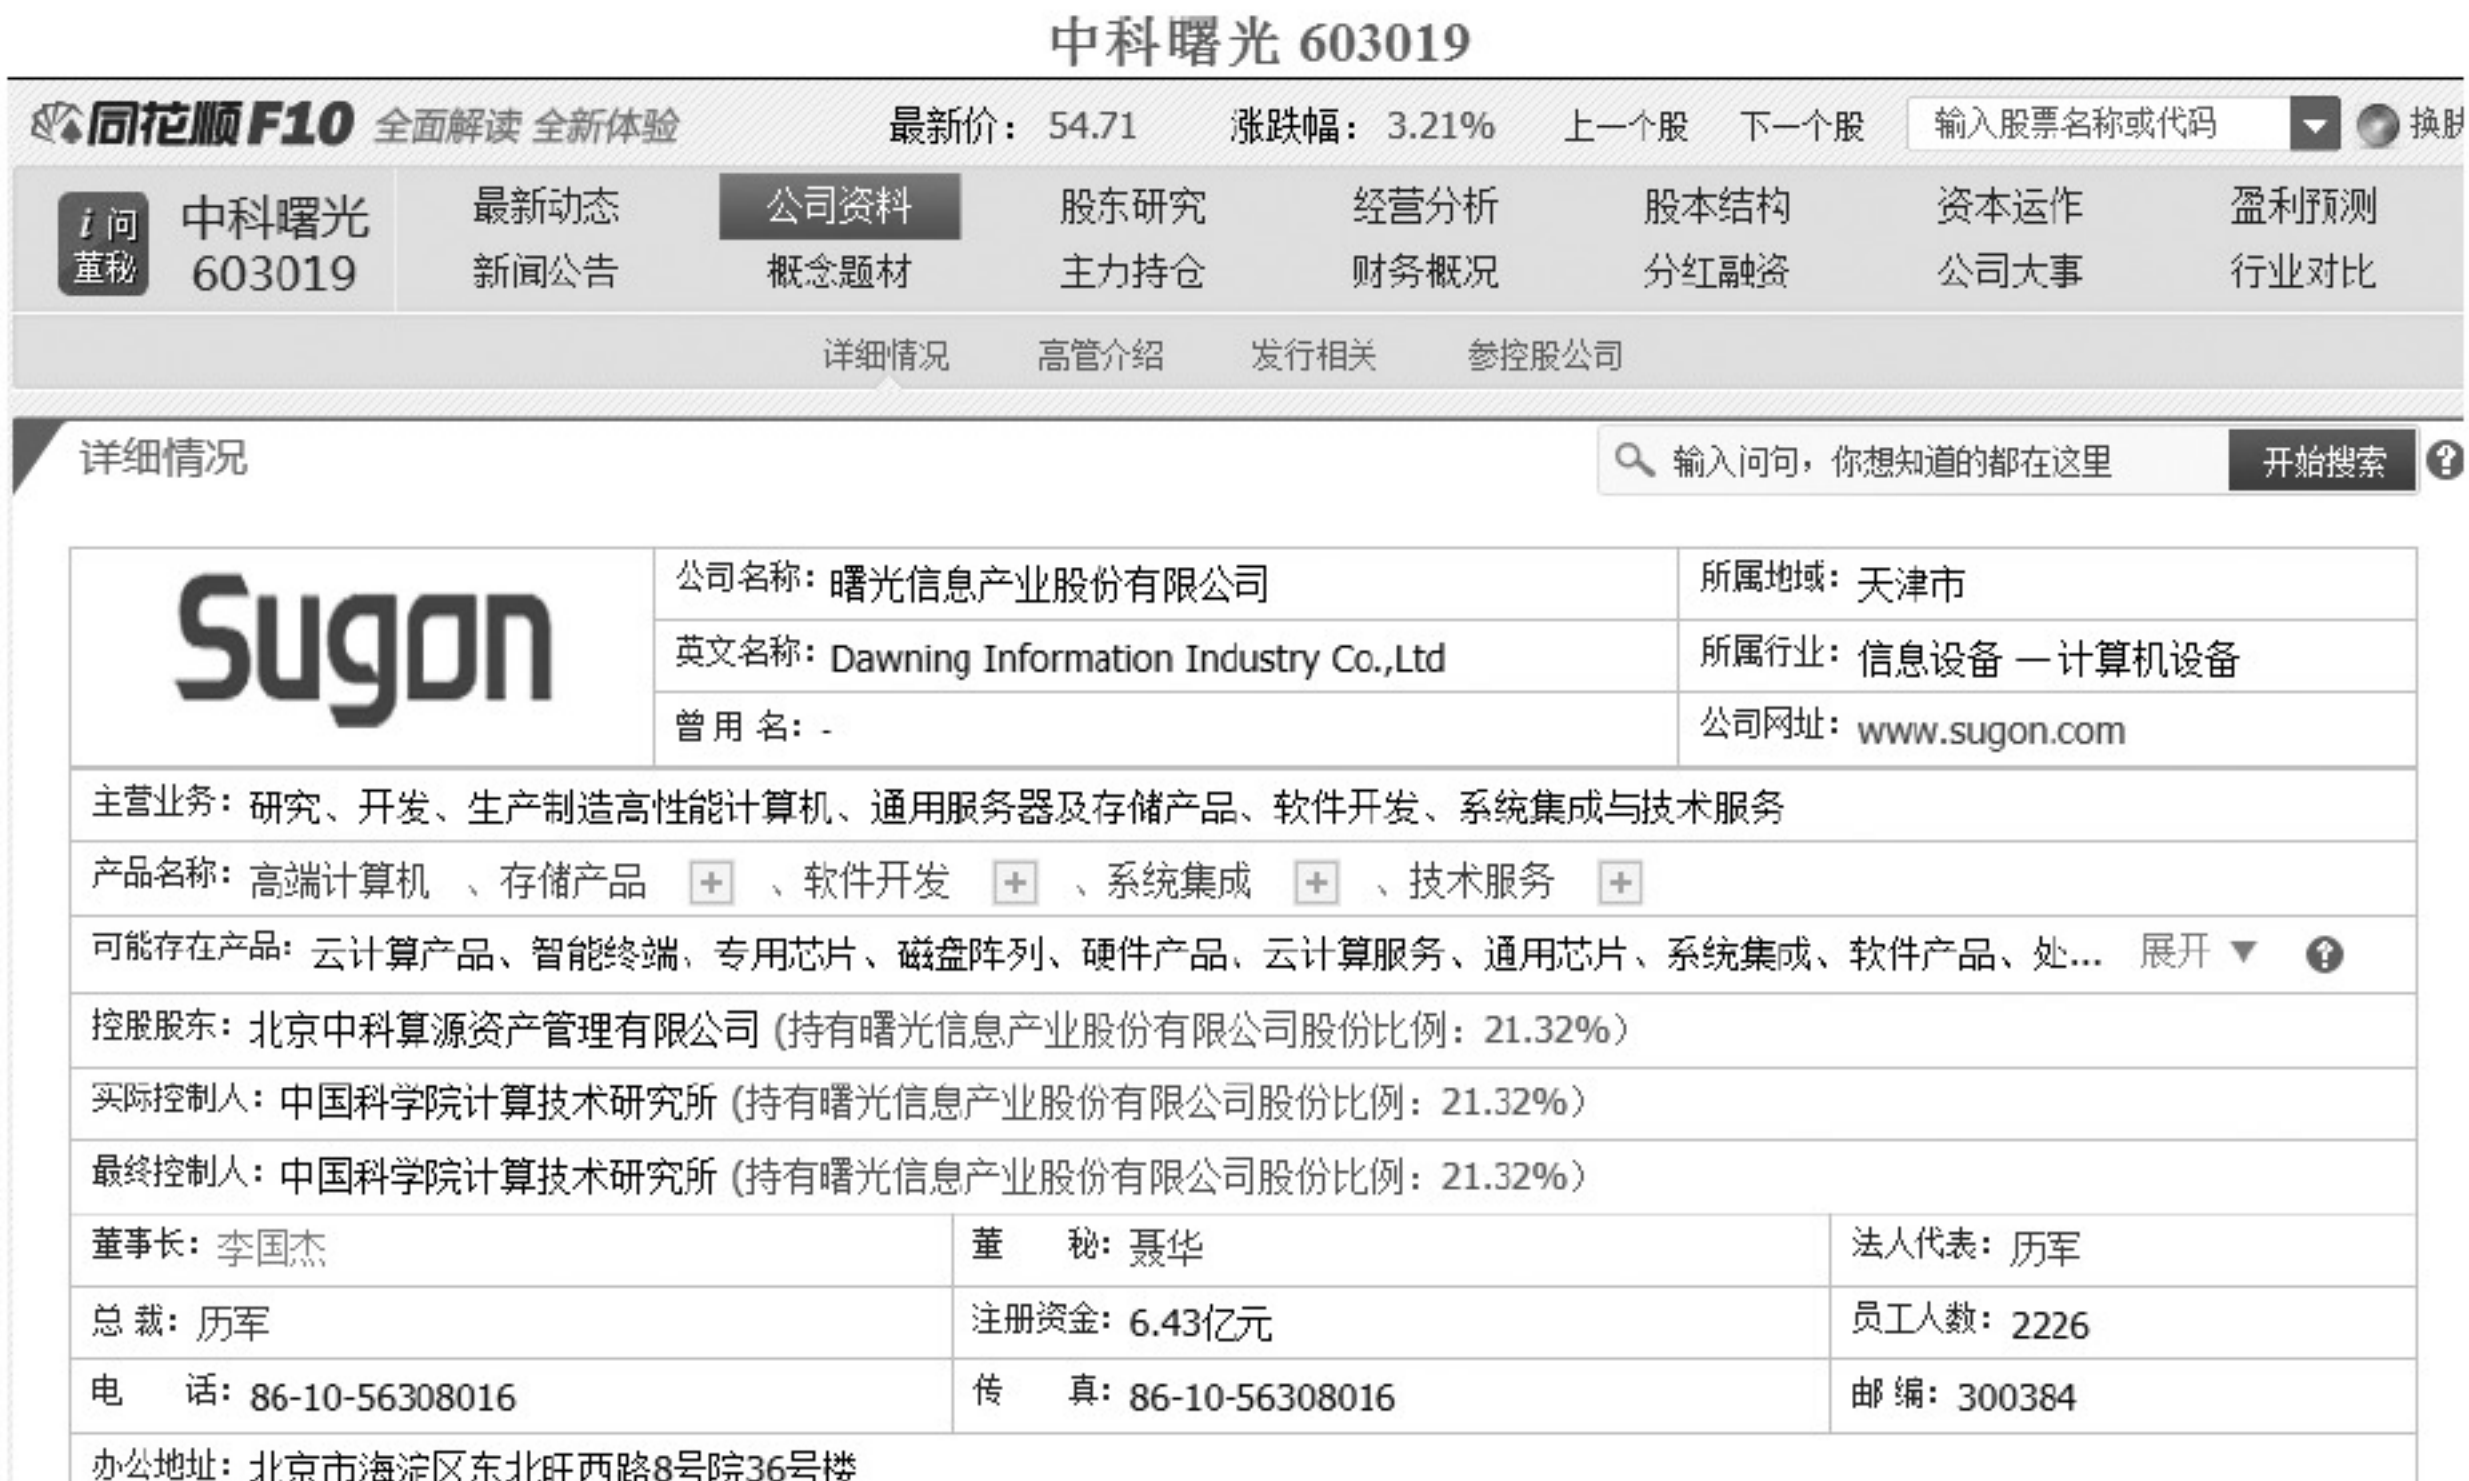 中科曙光 603019
同花顺F10 全面解读 全新体验 最新价： 54.71 涨跌幅： 3.21% 上一个股 下一个股 输入股票名称或代码 换肤
i 问 董秘
中科曙光 603019
最新动态 公司资料 股东研究 经营分析 股本结构 资本运作 盈利预测
新闻公告 概念题材 主力持仓 财务概况 分红融资 公司大事 行业对比
详细情况 高管介绍 发行相关 参控股公司
详细情况 输入问句，你想知道的都在这里 开始搜索 ?
Sugon
公司名称：曙光信息产业股份有限公司 所属地域：天津市
英文名称：Dawning Information Industry Co.,Ltd 所属行业：信息设备 — 计算机设备
曾 用 名：- 公司网址：www.sugon.com
主营业务：研究、开发、生产制造高性能计算机、通用服务器及存储产品、软件开发、系统集成与技术服务
产品名称：高端计算机 、存储产品 + 、软件开发 + 、系统集成 + 、技术服务 +
可能存在产品：云计算产品、智能终端、专用芯片、磁盘阵列、硬件产品、云计算服务、通用芯片、系统集成、软件产品、处... 展开 ▼ ?
控股股东：北京中科算源资产管理有限公司 (持有曙光信息产业股份有限公司股份比例：21.32%）
实际控制人：中国科学院计算技术研究所 (持有曙光信息产业股份有限公司股份比例：21.32%）
最终控制人：中国科学院计算技术研究所 (持有曙光信息产业股份有限公司股份比例：21.32%）
董事长：李国杰 董 秘：聂华 法人代表：历军
总 裁：历军 注册资金：6.43亿元 员工人数：2226
电 话：86-10-56308016 传 真：86-10-56308016 邮 编：300384
办公地址：北京市海淀区东北旺西路8号院36号楼